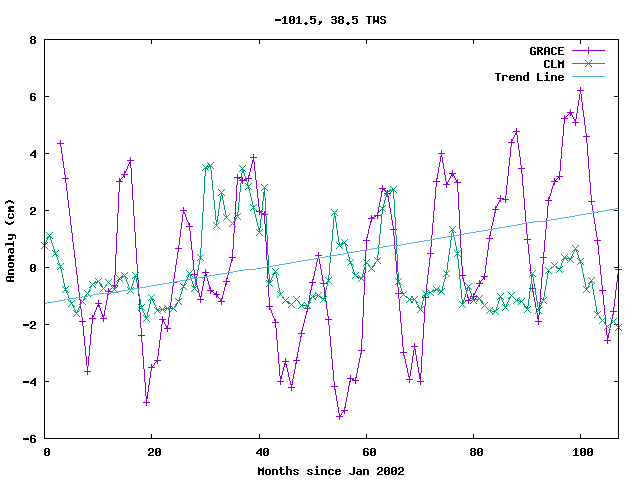 -101.5, 38.5 TWS
GRACE
CLM
Trend Line
8
6
4
2
0
-2
-4
-6
Anomaly (cm)
0 20 40 60 80 100
Months since Jan 2002